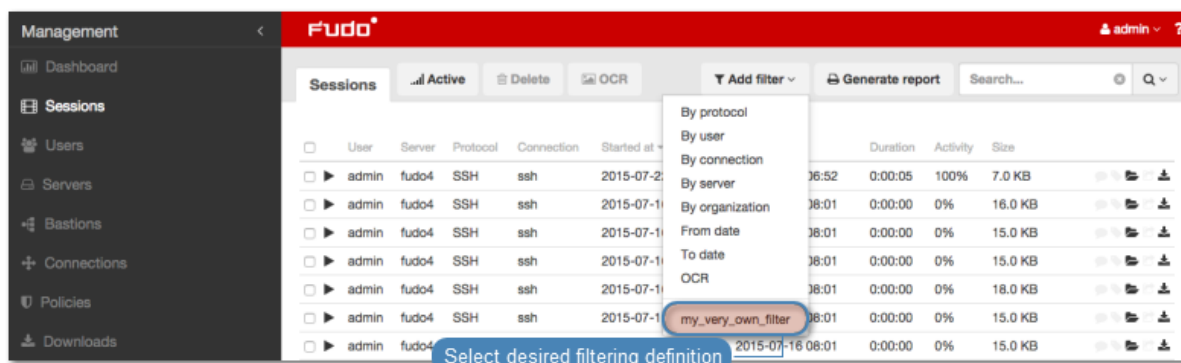 Management
FUDO
admin
?
Dashboard
Sessions
Active
Delete
OCR
Add filter
Generate report
Search...
Sessions
Users
Servers
Bastions
Connections
Policies
Downloads
By protocol
By user
By connection
By server
By organization
From date
To date
OCR
my_very_own_filter
User Server Protocol Connection Started at Duration Activity Size
admin fudo4 SSH ssh 0:00:05 100% 7.0 KB
admin fudo4 SSH ssh 08:01 0:00:00 0% 16.0 KB
admin fudo4 SSH ssh 08:01 0:00:00 0% 15.0 KB
admin fudo4 SSH ssh 08:01 0:00:00 0% 15.0 KB
admin fudo4 SSH ssh 08:01 0:00:00 0% 18.0 KB
admin fudo4 SSH ssh 08:01 0:00:00 0% 15.0 KB
admin fudo4 2015-07-16 08:01 0:00:00 0% 15.0 KB
Select desired filtering definition